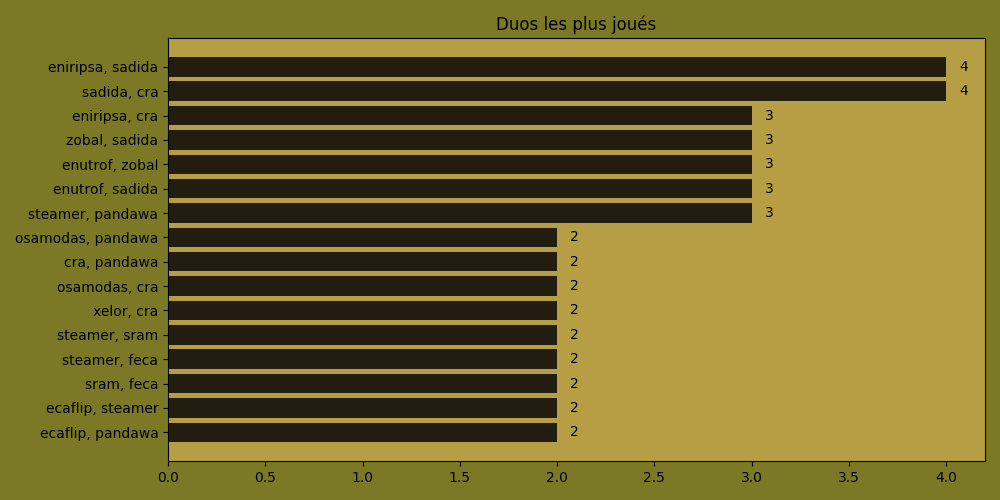 Duos les plus joués
eniripsa, sadida 4
sadida, cra 4
eniripsa, cra 3
zobal, sadida 3
enutrof, zobal 3
enutrof, sadida 3
steamer, pandawa 3
osamodas, pandawa 2
cra, pandawa 2
osamodas, cra 2
xelor, cra 2
steamer, sram 2
steamer, feca 2
sram, feca 2
ecaflip, steamer 2
ecaflip, pandawa 2
0.0 0.5 1.0 1.5 2.0 2.5 3.0 3.5 4.0